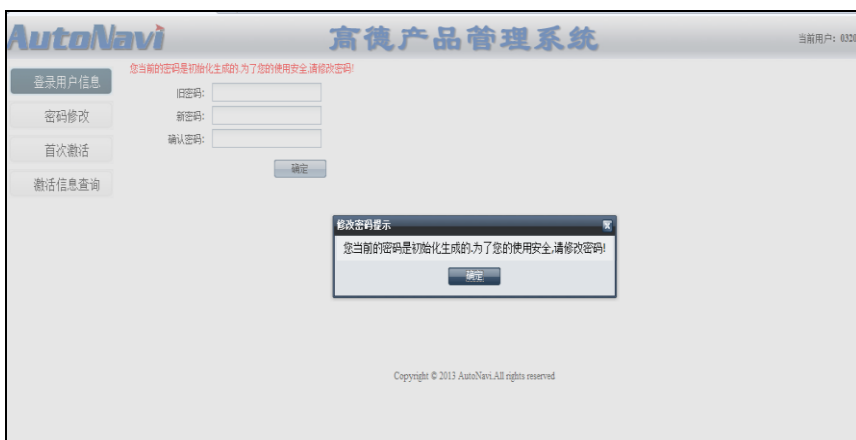 AutoNavi
高德产品管理系统
当前用户: 0320
登录用户信息
您当前的密码是初始化生成的,为了您的使用安全,请修改密码!
旧密码:
密码修改
新密码:
确认密码:
首次激活
确定
激活信息查询
修改密码提示
您当前的密码是初始化生成的,为了您的使用安全,请修改密码!
确定
Copyright © 2013 AutoNavi.All rights reserved